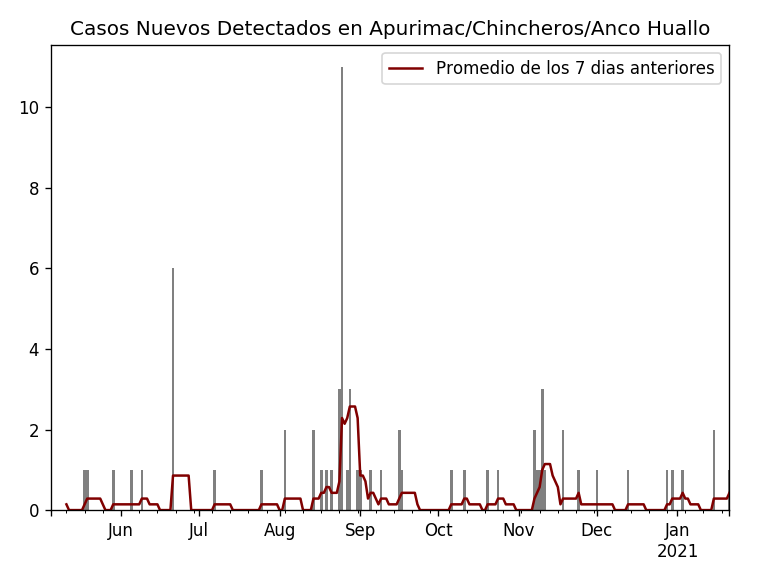 Casos Nuevos Detectados en Apurimac/Chincheros/Anco Huallo
Promedio de los 7 dias anteriores
10
8
6
4
2
0
Jun Jul Aug Sep Oct Nov Dec Jan
2021